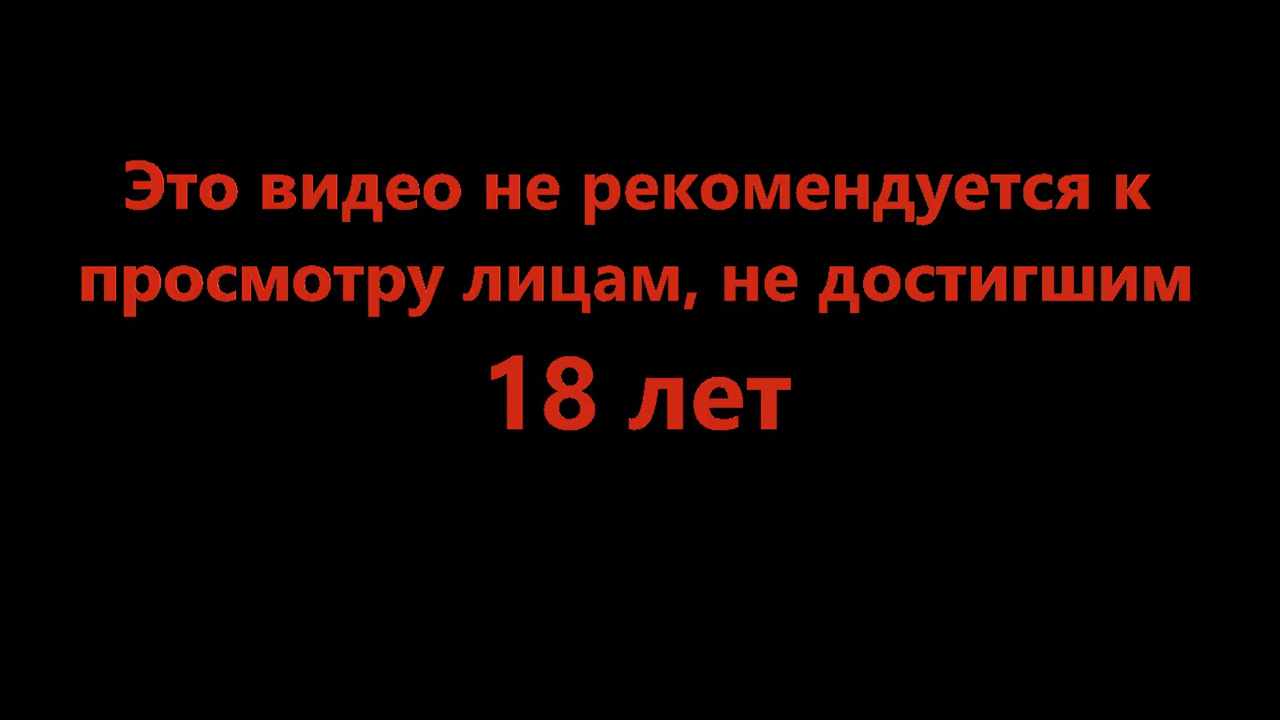 Это видео не рекомендуется к
просмотру лицам, не достигшим
18 лет